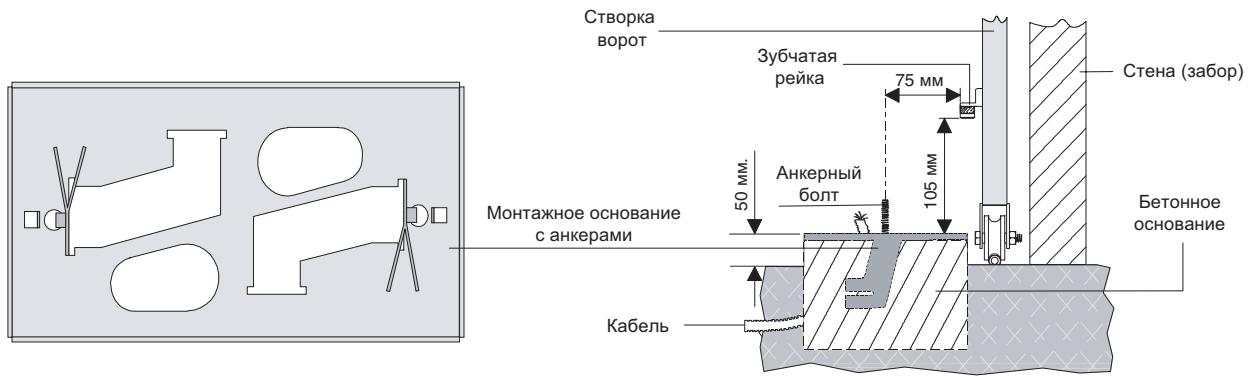 Створка
ворот
Зубчатая
рейка
75 мм
Стена (забор)
105 мм
50 мм.
Анкерный
болт
Монтажное основание
с анкерами
Бетонное
основание
Кабель